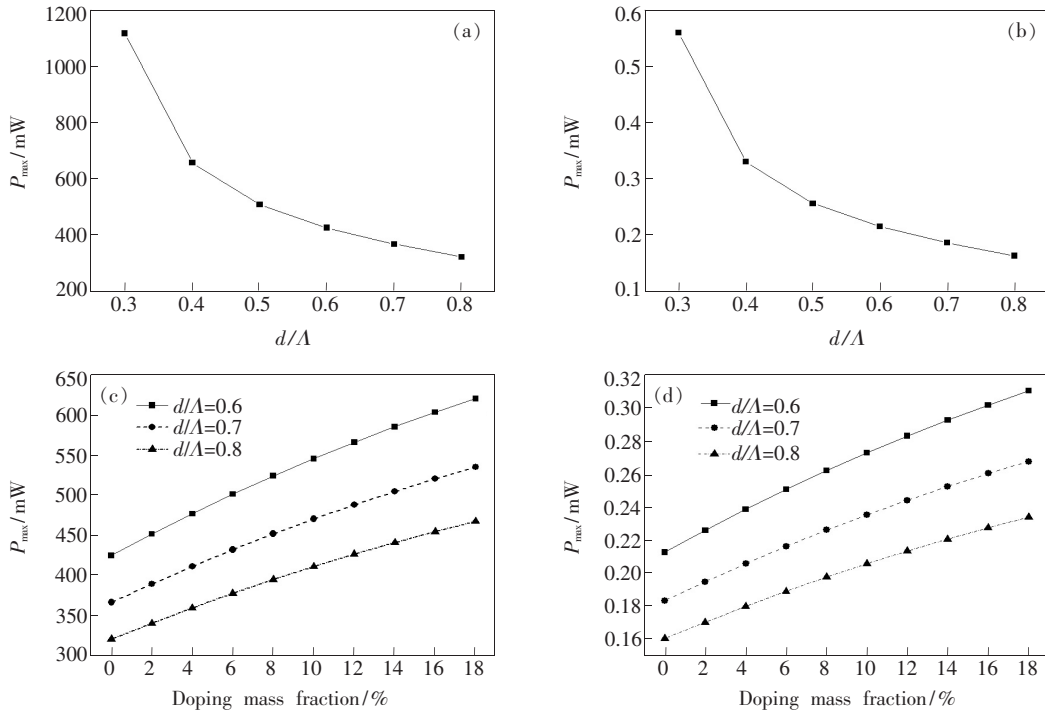 1200
1000
800
600
400
200
P_max/mW
(a)
0.3 0.4 0.5 0.6 0.7 0.8
d/Λ
0.6
0.5
0.4
0.3
0.2
0.1
P_max/mW
(b)
0.3 0.4 0.5 0.6 0.7 0.8
d/Λ
650
600
550
500
450
400
350
300
P_max/mW
(c)
d/Λ=0.6
d/Λ=0.7
d/Λ=0.8
0 2 4 6 8 10 12 14 16 18
Doping mass fraction/%
0.32
0.30
0.28
0.26
0.24
0.22
0.20
0.18
0.16
P_max/mW
(d)
d/Λ=0.6
d/Λ=0.7
d/Λ=0.8
0 2 4 6 8 10 12 14 16 18
Doping mass fraction/%